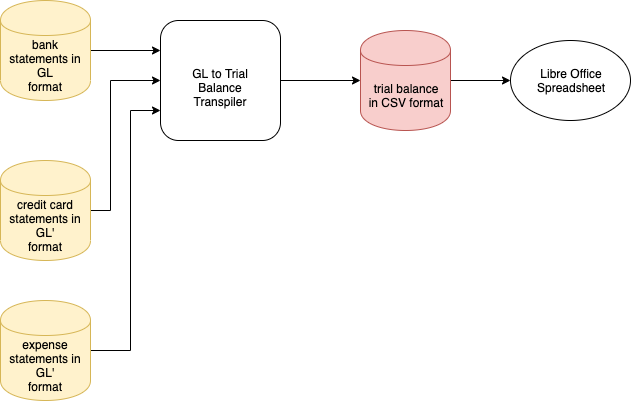 bank
statements in
GL
format
GL to Trial
Balance
Transpiler
trial balance
in CSV format
Libre Office
Spreadsheet
credit card
statements in
GL'
format
expense
statements in
GL'
format